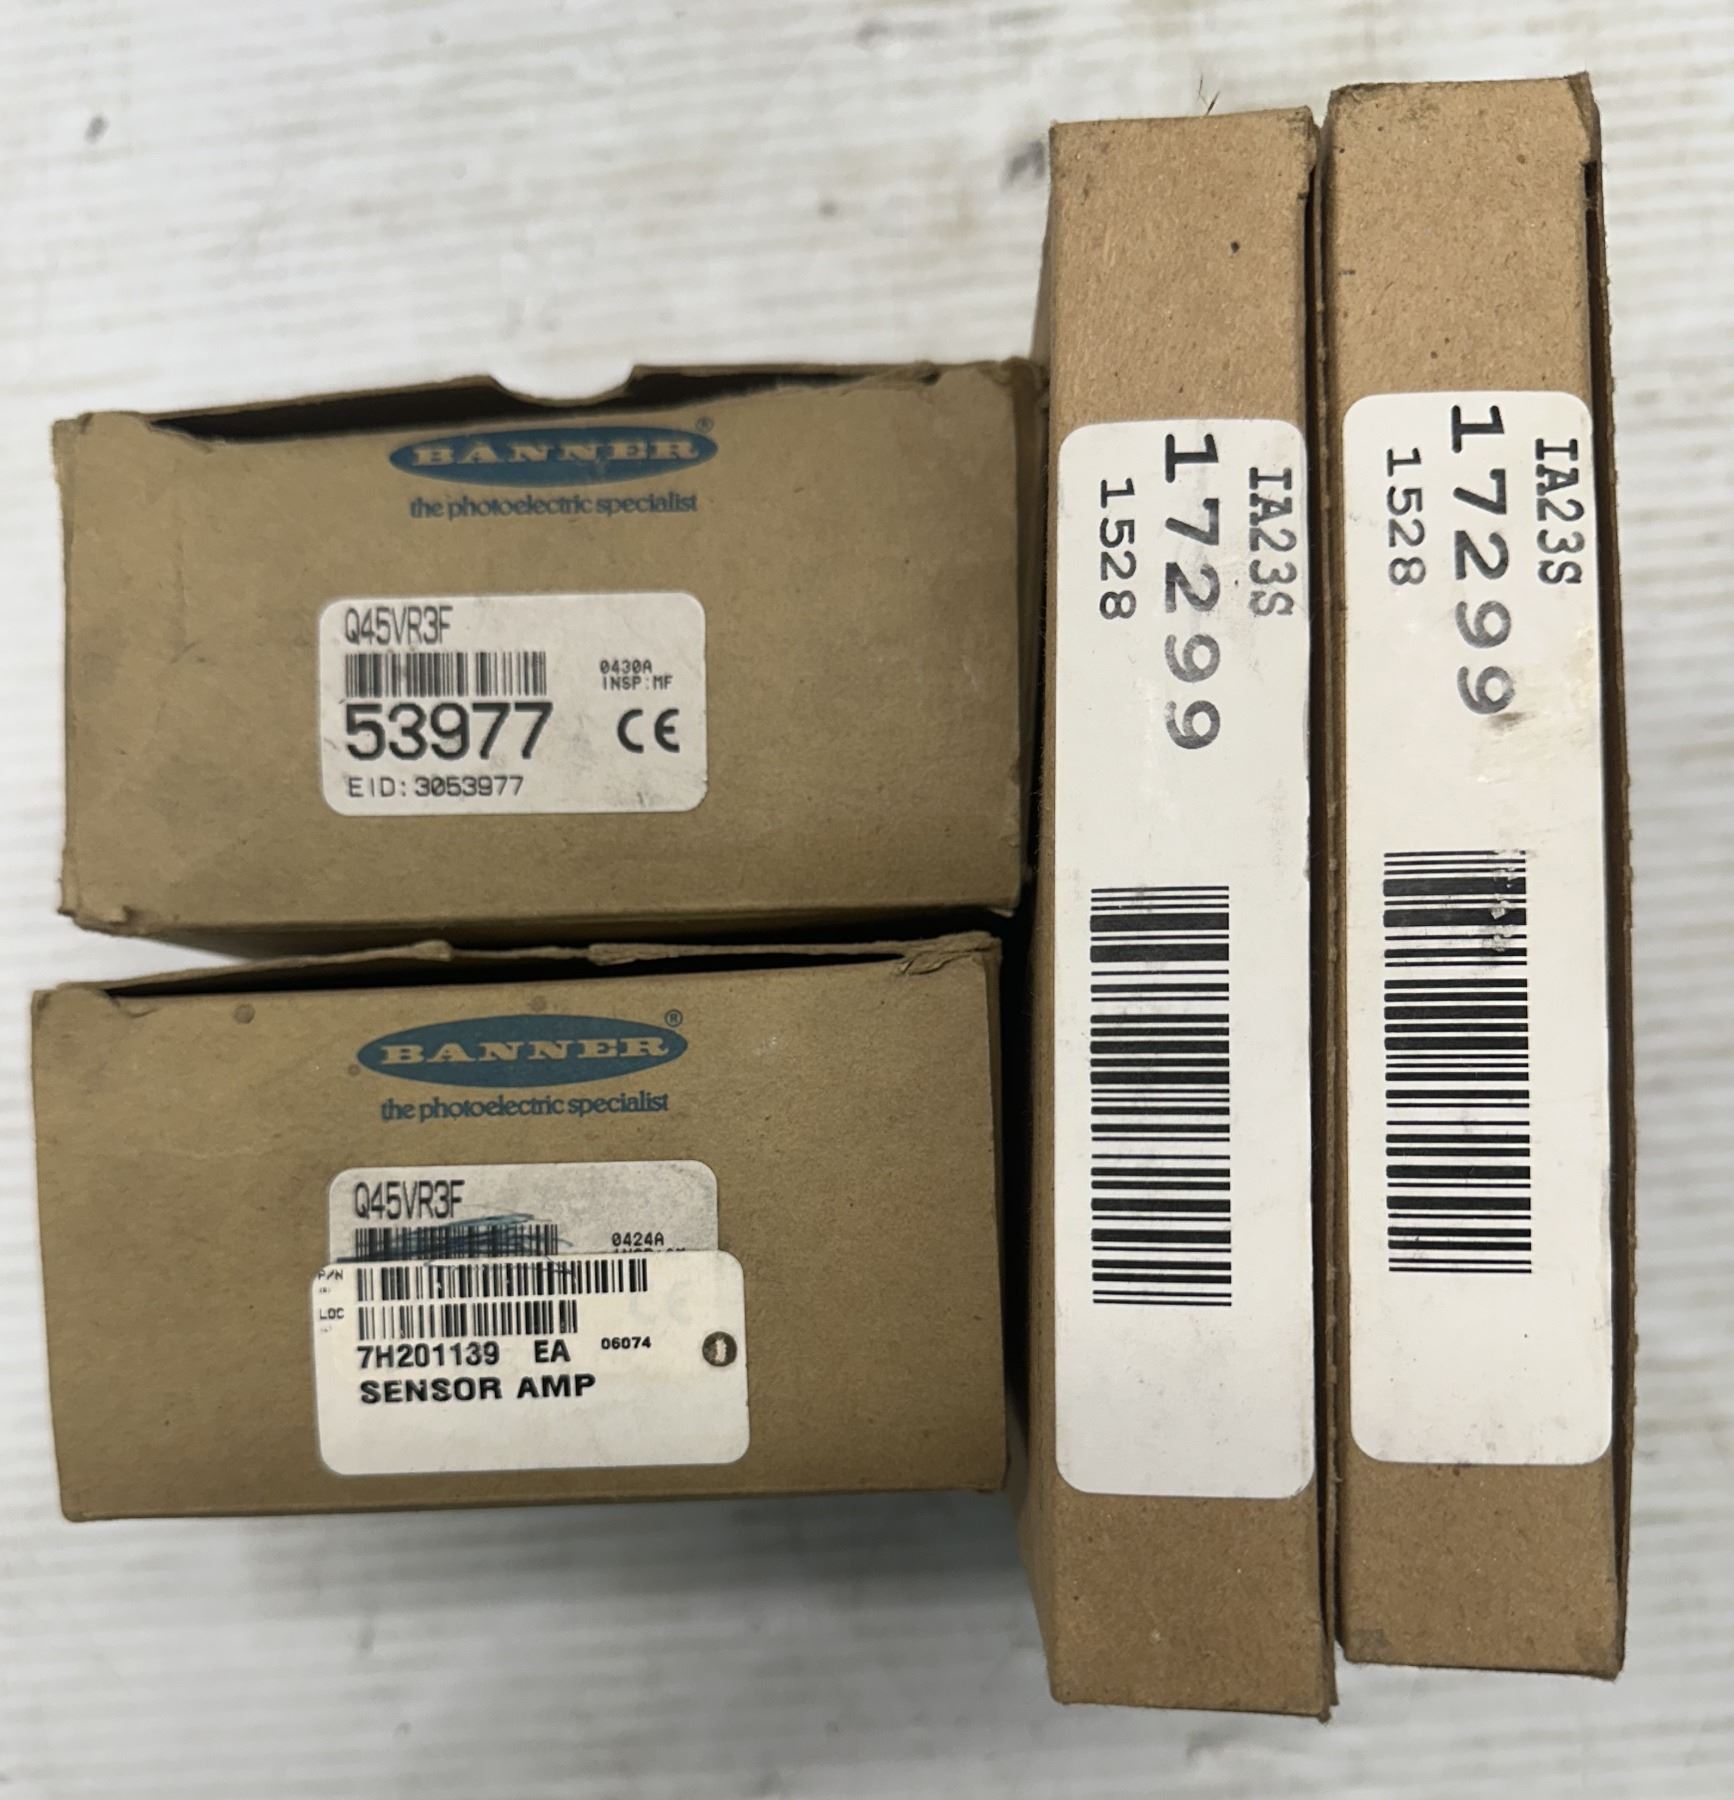 BANNER®
the photoelectric specialist
Q45VR3F
0430A
INSP:MF
53977 CE
EID: 3053977
BANNER®
the photoelectric specialist
Q45VR3F
0424A
P/N
LOC
7H201139 EA 06074
SENSOR AMP
IA23S
17299
1528
IA23S
17299
1528